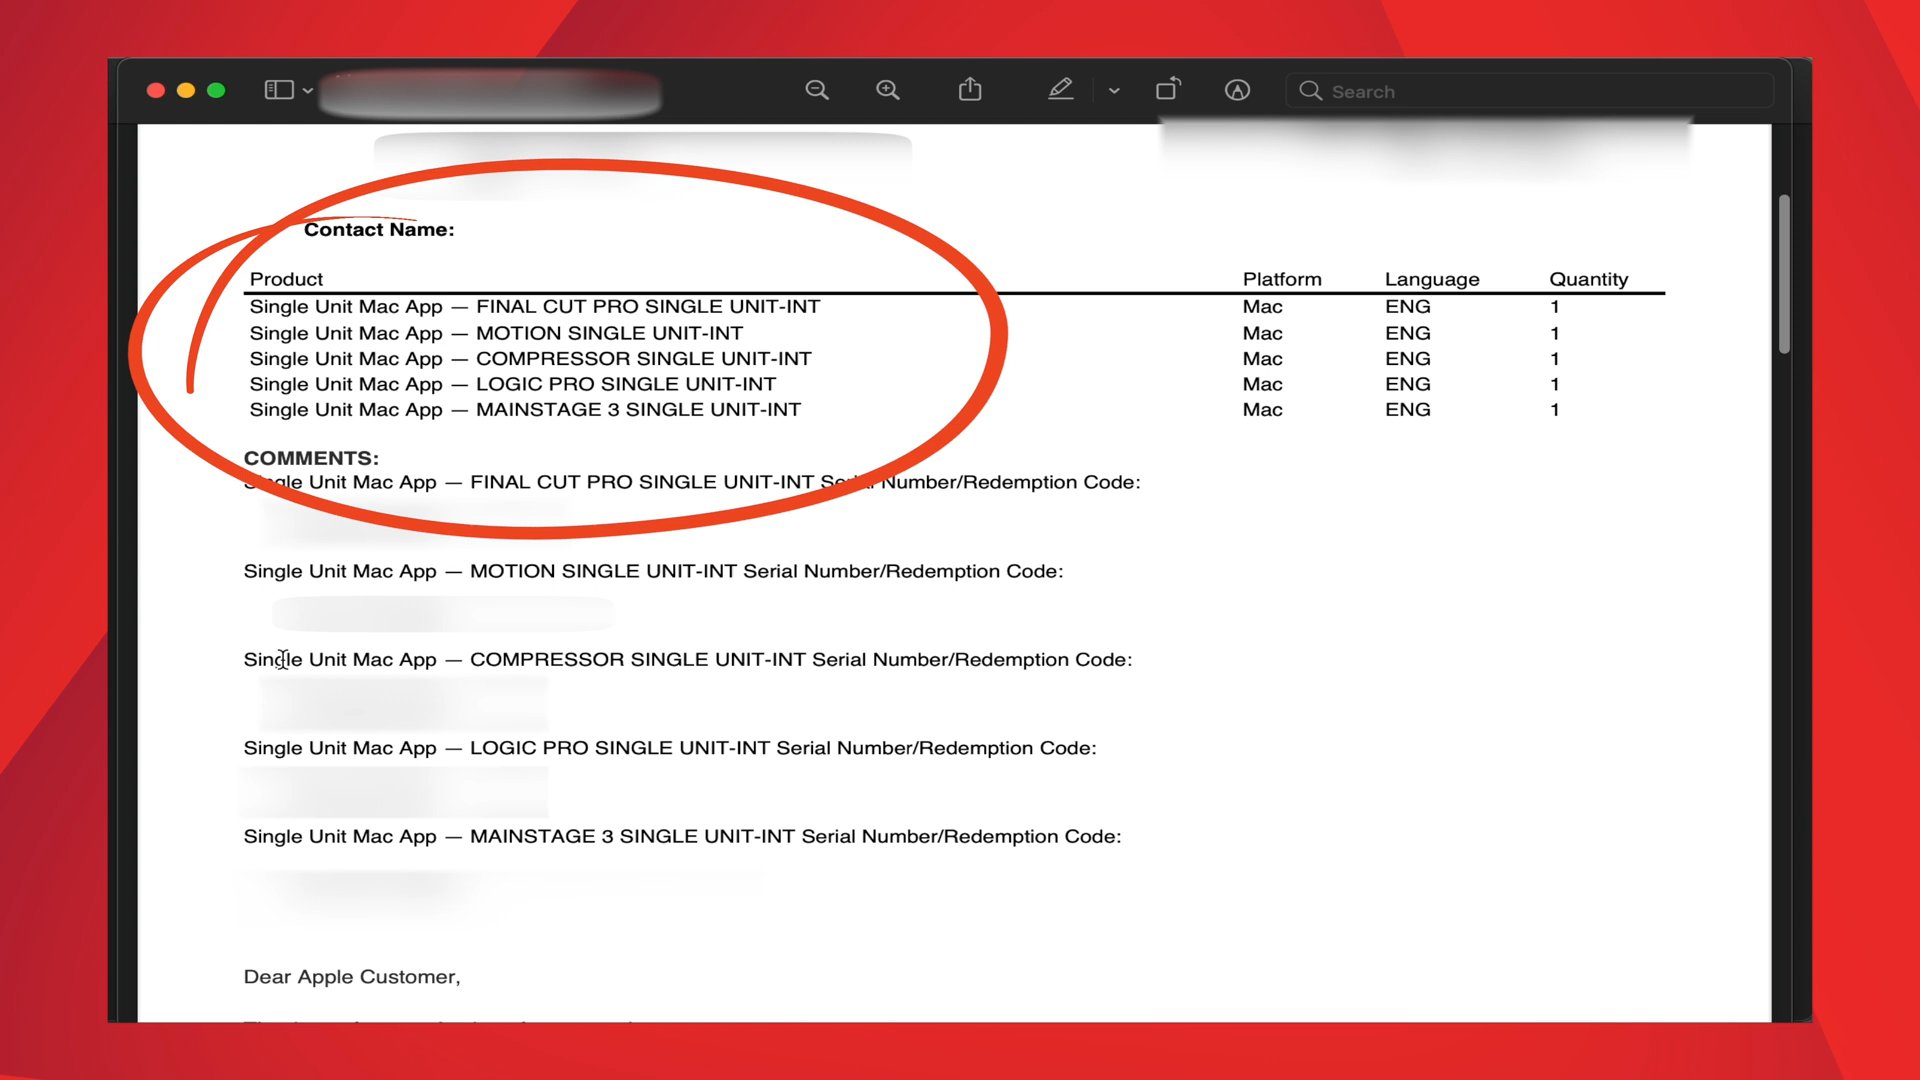 Search
Contact Name:
Product Platform Language Quantity
Single Unit Mac App — FINAL CUT PRO SINGLE UNIT-INT Mac ENG 1
Single Unit Mac App — MOTION SINGLE UNIT-INT Mac ENG 1
Single Unit Mac App — COMPRESSOR SINGLE UNIT-INT Mac ENG 1
Single Unit Mac App — LOGIC PRO SINGLE UNIT-INT Mac ENG 1
Single Unit Mac App — MAINSTAGE 3 SINGLE UNIT-INT Mac ENG 1
COMMENTS:
Single Unit Mac App — FINAL CUT PRO SINGLE UNIT-INT Serial Number/Redemption Code:
Single Unit Mac App — MOTION SINGLE UNIT-INT Serial Number/Redemption Code:
Single Unit Mac App — COMPRESSOR SINGLE UNIT-INT Serial Number/Redemption Code:
Single Unit Mac App — LOGIC PRO SINGLE UNIT-INT Serial Number/Redemption Code:
Single Unit Mac App — MAINSTAGE 3 SINGLE UNIT-INT Serial Number/Redemption Code:
Dear Apple Customer,